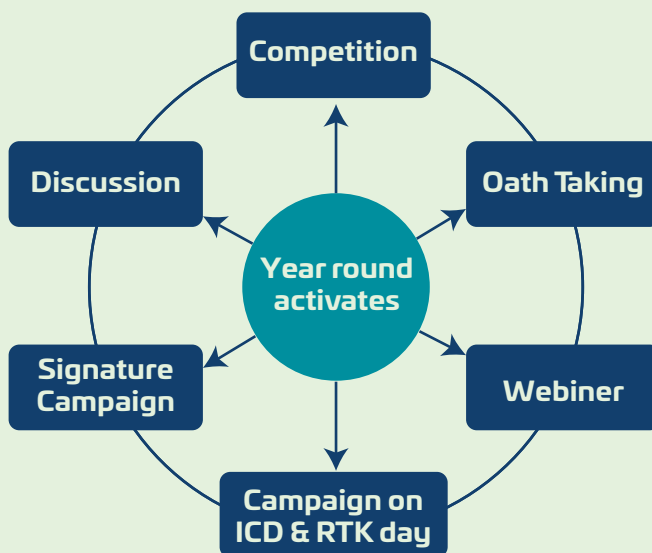 Competition
Discussion
Oath Taking
Year round
activates
Signature
Campaign
Webiner
Campaign on
ICD & RTK day